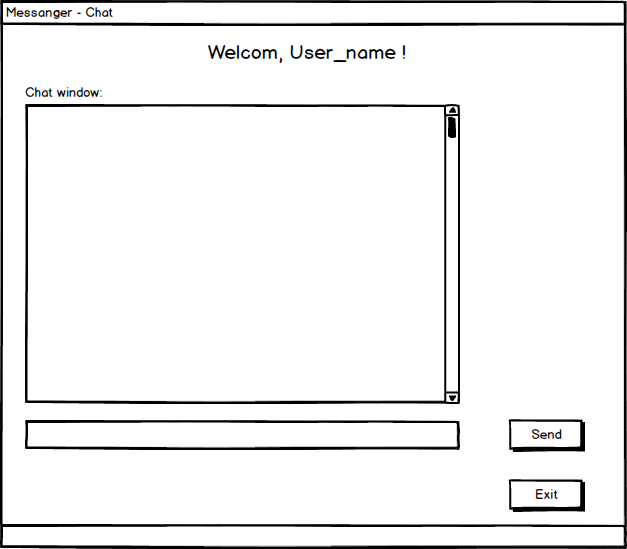 Messanger - Chat
Welcom, User_name !
Chat window:
Send
Exit